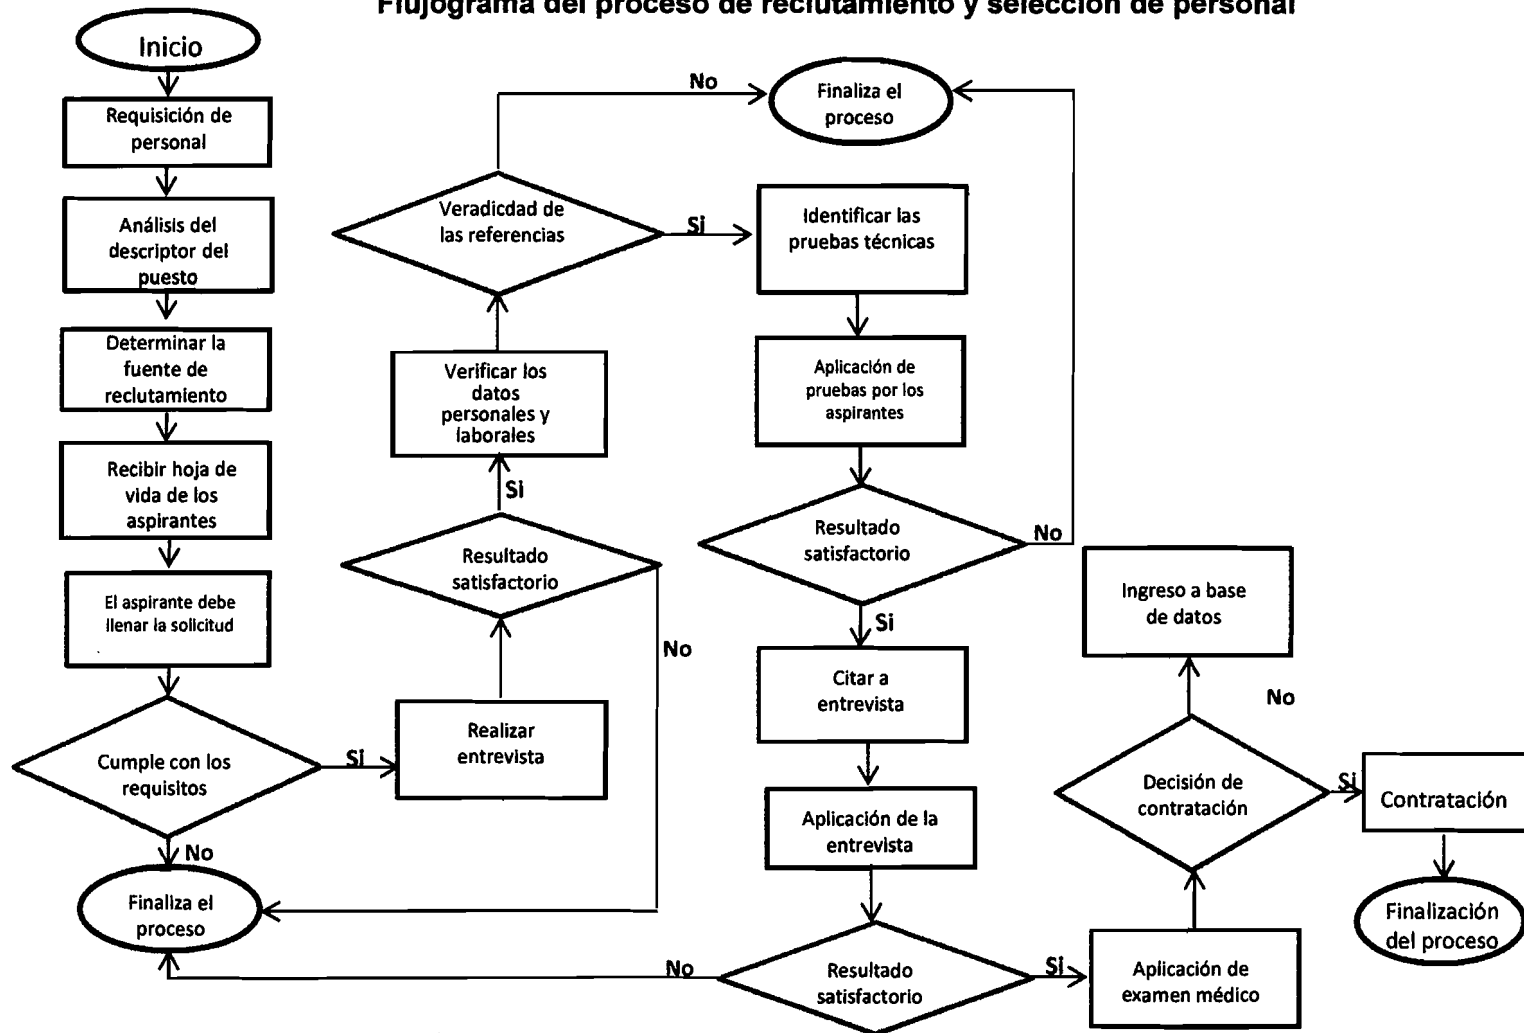 Flujograma del proceso de reclutamiento y selección de personal
Inicio
Requisición de
personal
Análisis del
descriptor del
puesto
Determinar la
fuente de
reclutamiento
Recibir hoja de
vida de los
aspirantes
El aspirante debe
llenar la solicitud
Cumple con los
requisitos
No
Finaliza el
proceso
Si
Realizar
entrevista
Resultado
satisfactorio
No
Si
Verificar los
datos
personales y
laborales
Veradicdad de
las referencias
No
Finaliza el
proceso
Si
Identificar las
pruebas técnicas
Aplicación de
pruebas por los
aspirantes
Resultado
satisfactorio
No
Si
Citar a
entrevista
Aplicación de la
entrevista
Resultado
satisfactorio
No
Si
Aplicación de
examen médico
Decisión de
contratación
No
Ingreso a base
de datos
Si
Contratación
Finalización
del proceso